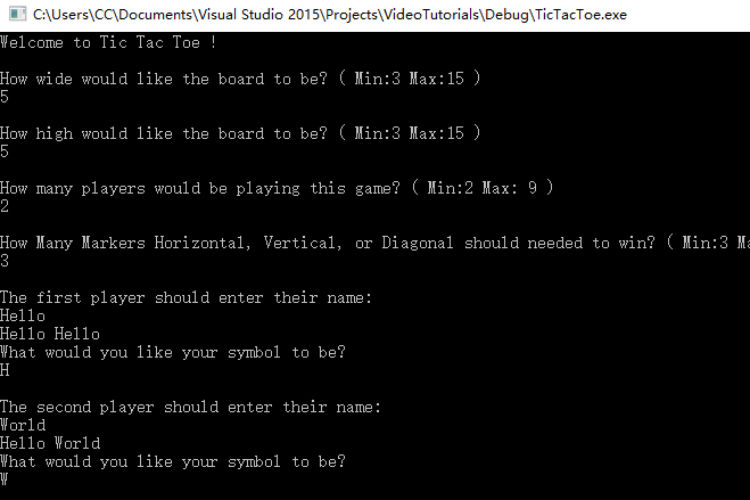 C:\Users\CC\Documents\Visual Studio 2015\Projects\VideoTutorials\Debug\TicTacToe.exe
Welcome to Tic Tac Toe !
How wide would like the board to be? ( Min:3 Max:15 )
5
How high would like the board to be? ( Min:3 Max:15 )
5
How many players would be playing this game? ( Min:2 Max: 9 )
2
How Many Markers Horizontal, Vertical, or Diagonal should needed to win? ( Min:3
3
The first player should enter their name:
Hello
Hello Hello
What would you like your symbol to be?
H
The second player should enter their name:
World
Hello World
What would you like your symbol to be?
W